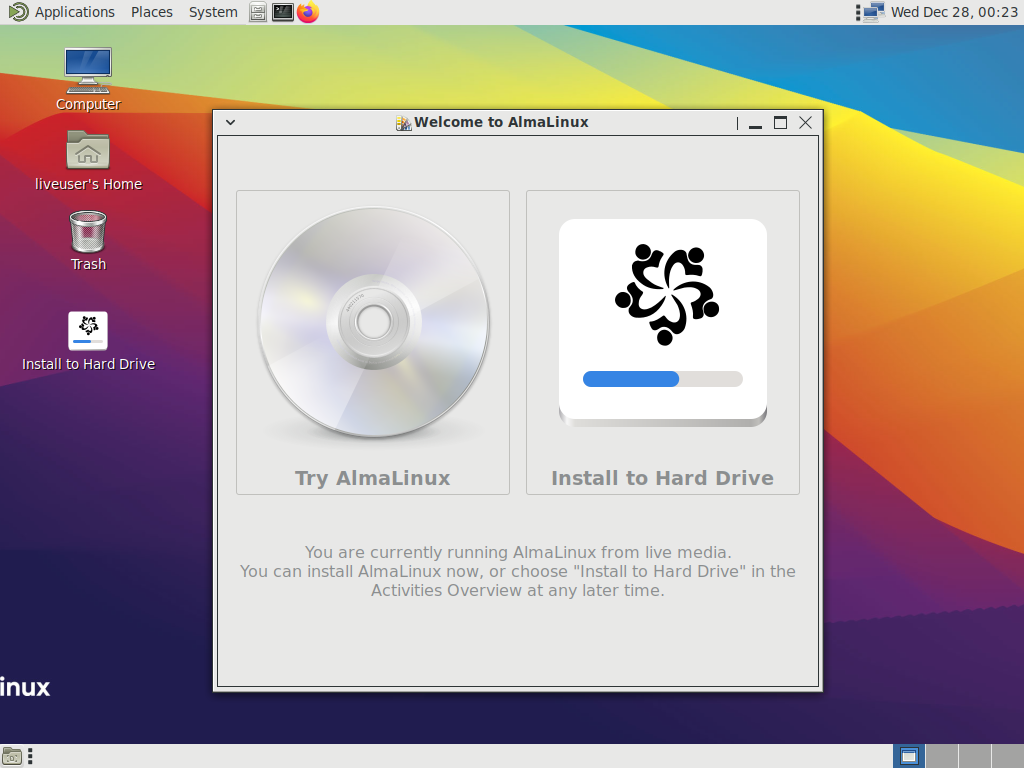 Applications Places System Wed Dec 28, 00:23
Computer
liveuser's Home
Trash
Install to Hard Drive
Welcome to AlmaLinux
Try AlmaLinux
Install to Hard Drive
You are currently running AlmaLinux from live media.
You can install AlmaLinux now, or choose "Install to Hard Drive" in the
Activities Overview at any later time.
inux